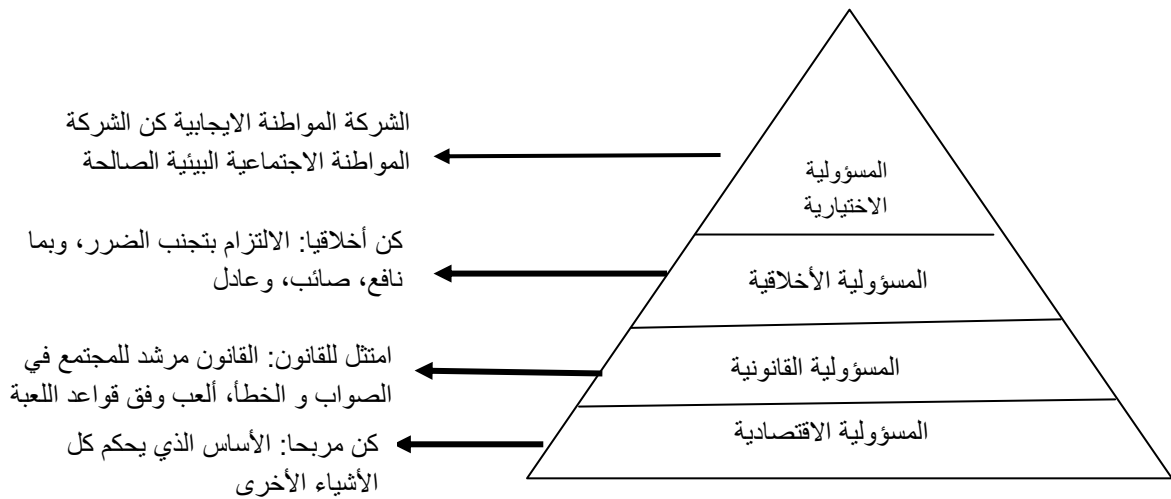 الشركة المواطنة الايجابية كن الشركة
المواطنة الاجتماعية البيئية الصالحة
المسؤولية
الاختيارية
كن أخلاقيا: الالتزام بتجنب الضرر، وبما
نافع، صائب، وعادل
المسؤولية الأخلاقية
امتثل للقانون: القانون مرشد للمجتمع في
الصواب و الخطأ، ألعب وفق قواعد اللعبة
المسؤولية القانونية
كن مربحا: الأساس الذي يحكم كل
الأشياء الأخرى
المسؤولية الاقتصادية